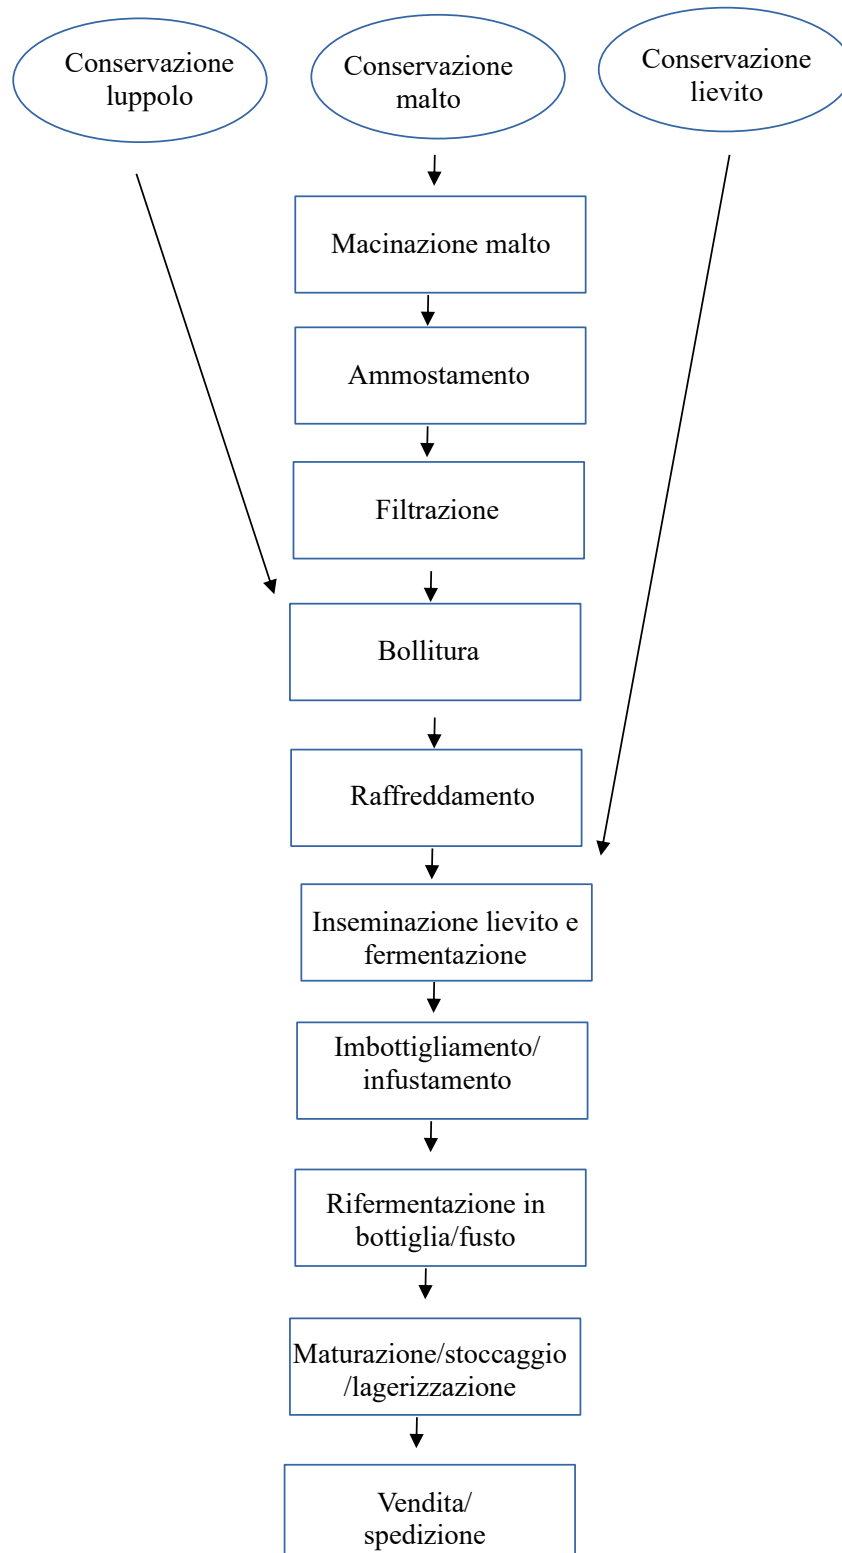 Conservazione
luppolo
Conservazione
malto
Conservazione
lievito
Macinazione malto
Ammostamento
Filtrazione
Bollitura
Raffreddamento
Inseminazione lievito e
fermentazione
Imbottigliamento/
infustamento
Rifermentazione in
bottiglia/fusto
Maturazione/stoccaggio
/lagerizzazione
Vendita/
spedizione